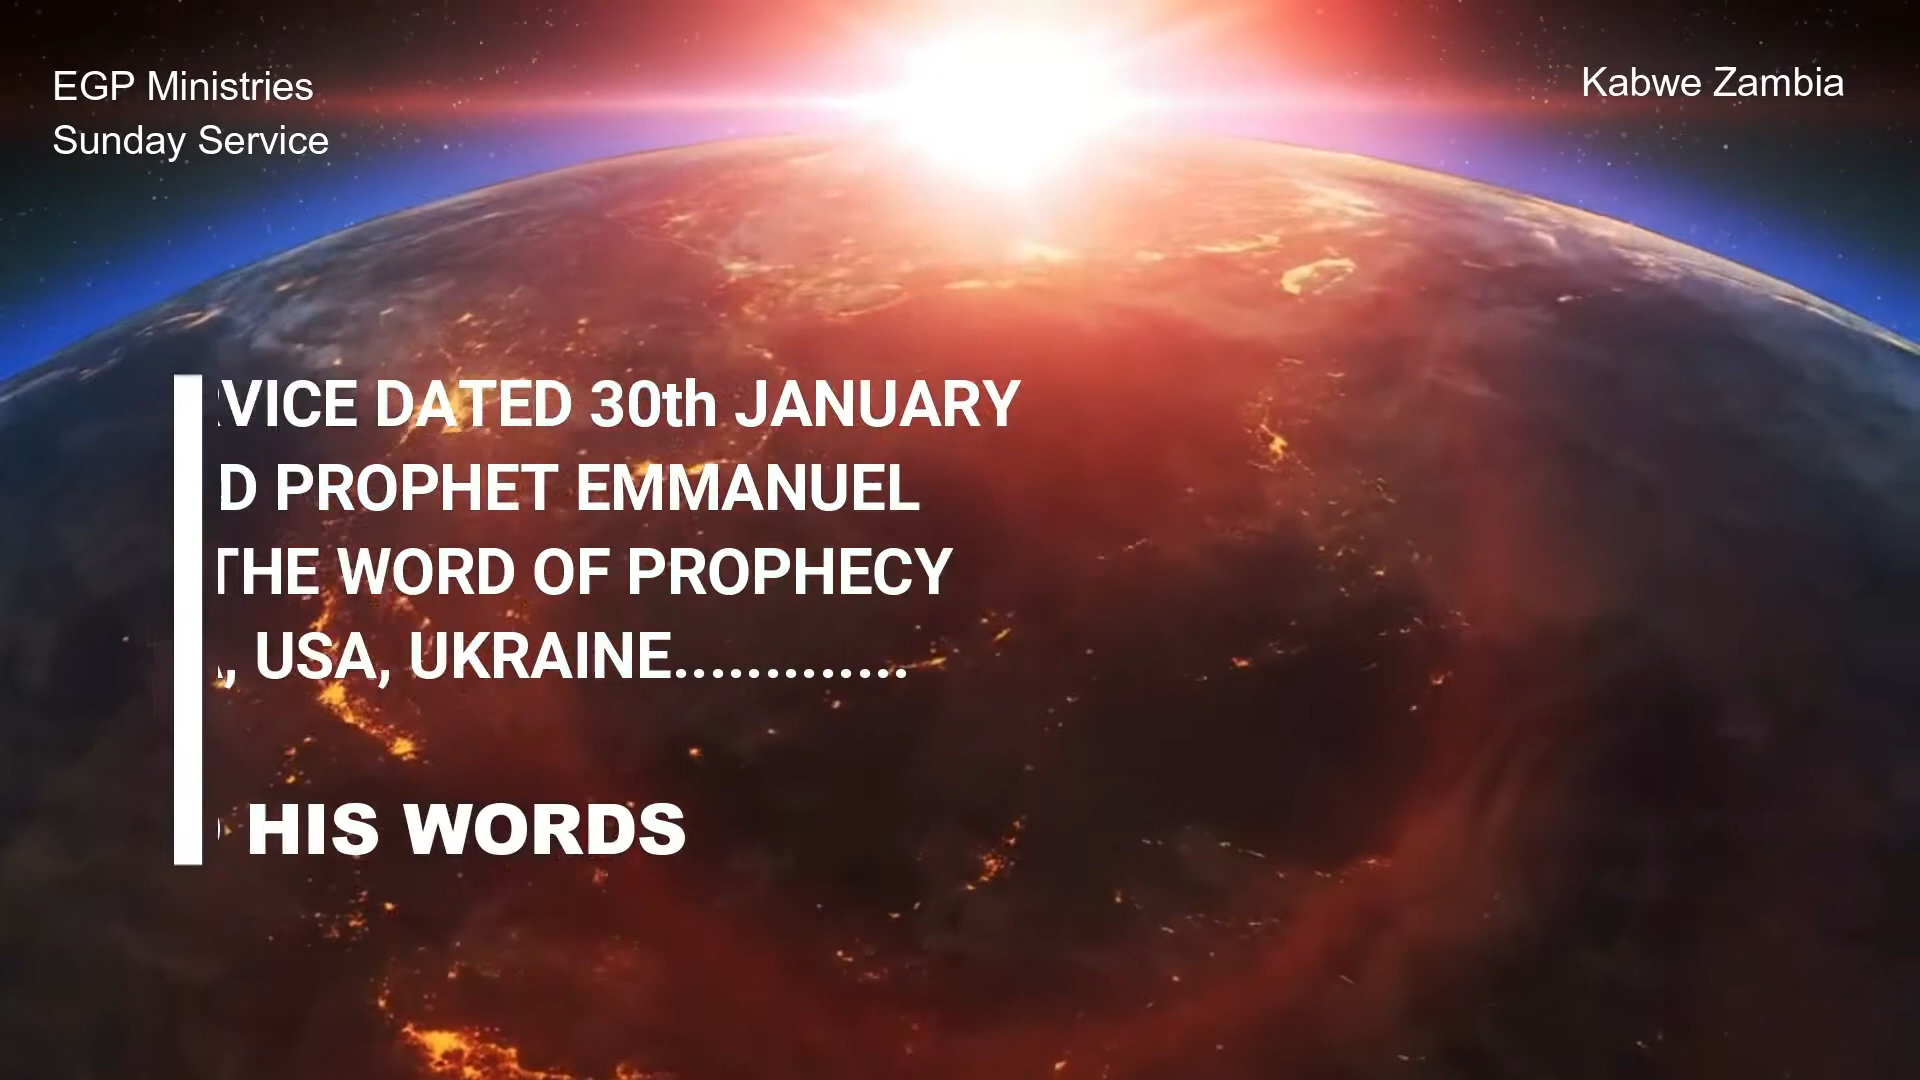 EGP Ministries
Sunday Service
Kabwe Zambia
DATED 30th JANUARY
PROPHET EMMANUEL
THE WORD OF PROPHECY
, USA, UKRAINE.............
HIS WORDS